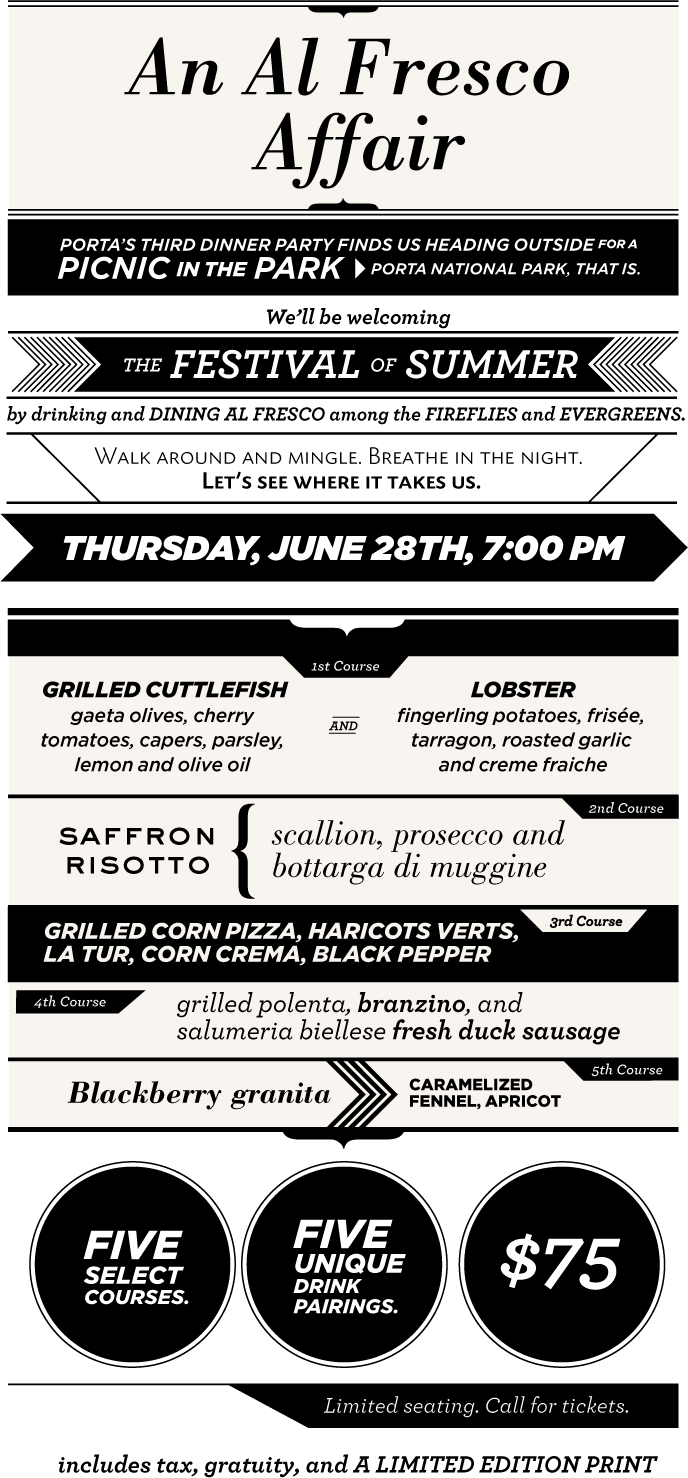 An Al Fresco
Affair
PORTA'S THIRD DINNER PARTY FINDS US HEADING OUTSIDE FOR A
PICNIC IN THE PARK PORTA NATIONAL PARK, THAT IS.
We'll be welcoming
THE FESTIVAL OF SUMMER
by drinking and DINING AL FRESCO among the FIREFLIES and EVERGREENS.
WALK AROUND AND MINGLE. BREATHE IN THE NIGHT.
LET'S SEE WHERE IT TAKES US.
THURSDAY, JUNE 28TH, 7:00 PM
1st Course
GRILLED CUTTLEFISH
gaeta olives, cherry
tomatoes, capers, parsley,
lemon and olive oil
AND
LOBSTER
fingerling potatoes, frisée,
tarragon, roasted garlic
and creme fraiche
2nd Course
SAFFRON
RISOTTO
scallion, prosecco and
bottarga di muggine
3rd Course
GRILLED CORN PIZZA, HARICOTS VERTS,
LA TUR, CORN CREMA, BLACK PEPPER
4th Course
grilled polenta, branzino, and
salumeria biellese fresh duck sausage
5th Course
Blackberry granita
CARAMELIZED
FENNEL, APRICOT
FIVE
SELECT
COURSES.
FIVE
UNIQUE
DRINK
PAIRINGS.
$75
Limited seating. Call for tickets.
includes tax, gratuity, and A LIMITED EDITION PRINT